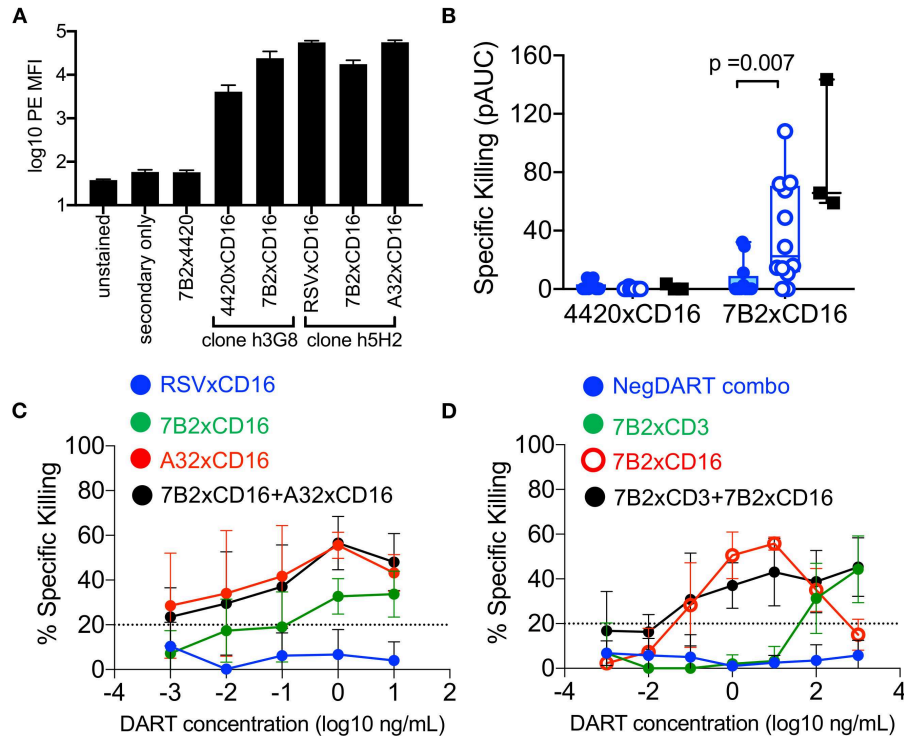 A
log10 PE MFI
5
4
3
2
1
unstained
secondary only
7B2x4420
4420xCD16
7B2xCD16
RSVxCD16
7B2xCD16
A32xCD16
clone h3G8
clone h5H2
B
Specific Killing (pAUC)
160
120
80
40
0
p =0.007
4420xCD16
7B2xCD16
C
RSVxCD16
7B2xCD16
A32xCD16
7B2xCD16+A32xCD16
% Specific Killing
100
80
60
40
20
0
-4 -3 -2 -1 0 1 2
DART concentration (log10 ng/mL)
D
NegDART combo
7B2xCD3
7B2xCD16
7B2xCD3+7B2xCD16
% Specific Killing
100
80
60
40
20
0
-4 -2 0 2 4
DART concentration (log10 ng/mL)